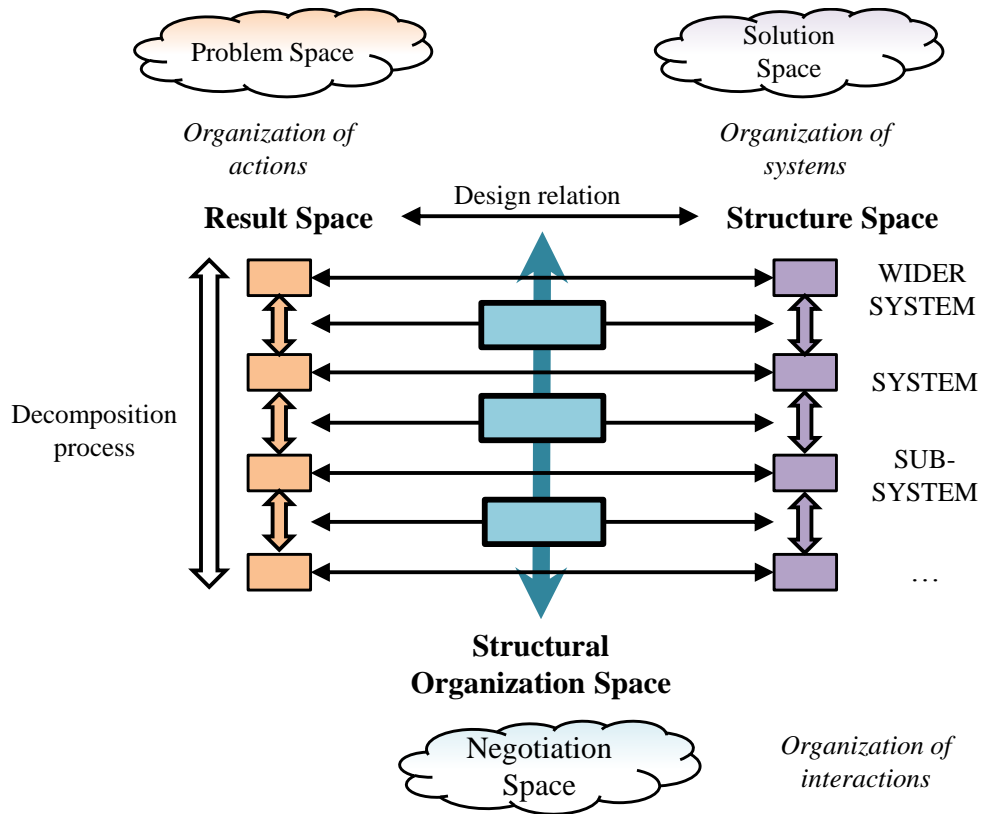 Problem Space
Solution
Space
Organization of
actions
Organization of
systems
Design relation
Result Space
Structure Space
WIDER
SYSTEM
SYSTEM
Decomposition
process
SUB-
SYSTEM
…
Structural
Organization Space
Negotiation
Space
Organization of
interactions